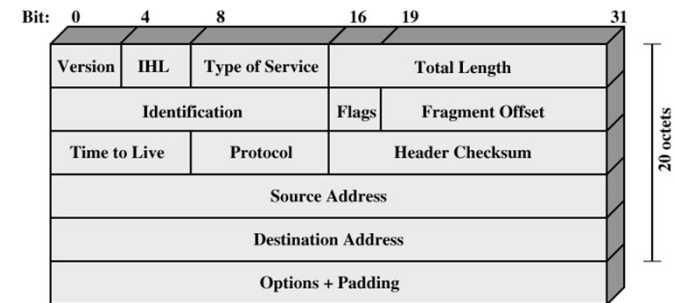 Bit: 0 4 8 16 19 31
Version IHL Type of Service Total Length
Identification Flags Fragment Offset
Time to Live Protocol Header Checksum
Source Address
Destination Address
Options + Padding
20 octets